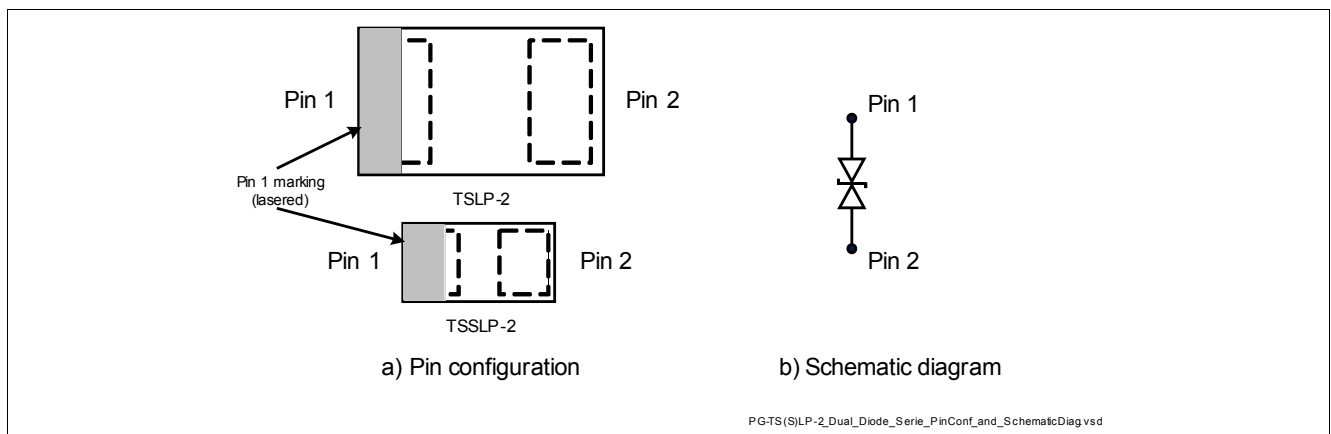 Pin 1
Pin 2
Pin 1 marking
(lasered)
TSLP-2
Pin 1
Pin 2
TSSLP-2
a) Pin configuration
Pin 1
Pin 2
b) Schematic diagram
PG-TS(S)LP-2_Dual_Diode_Serie_PinConf_and_SchematicDiag.vsd